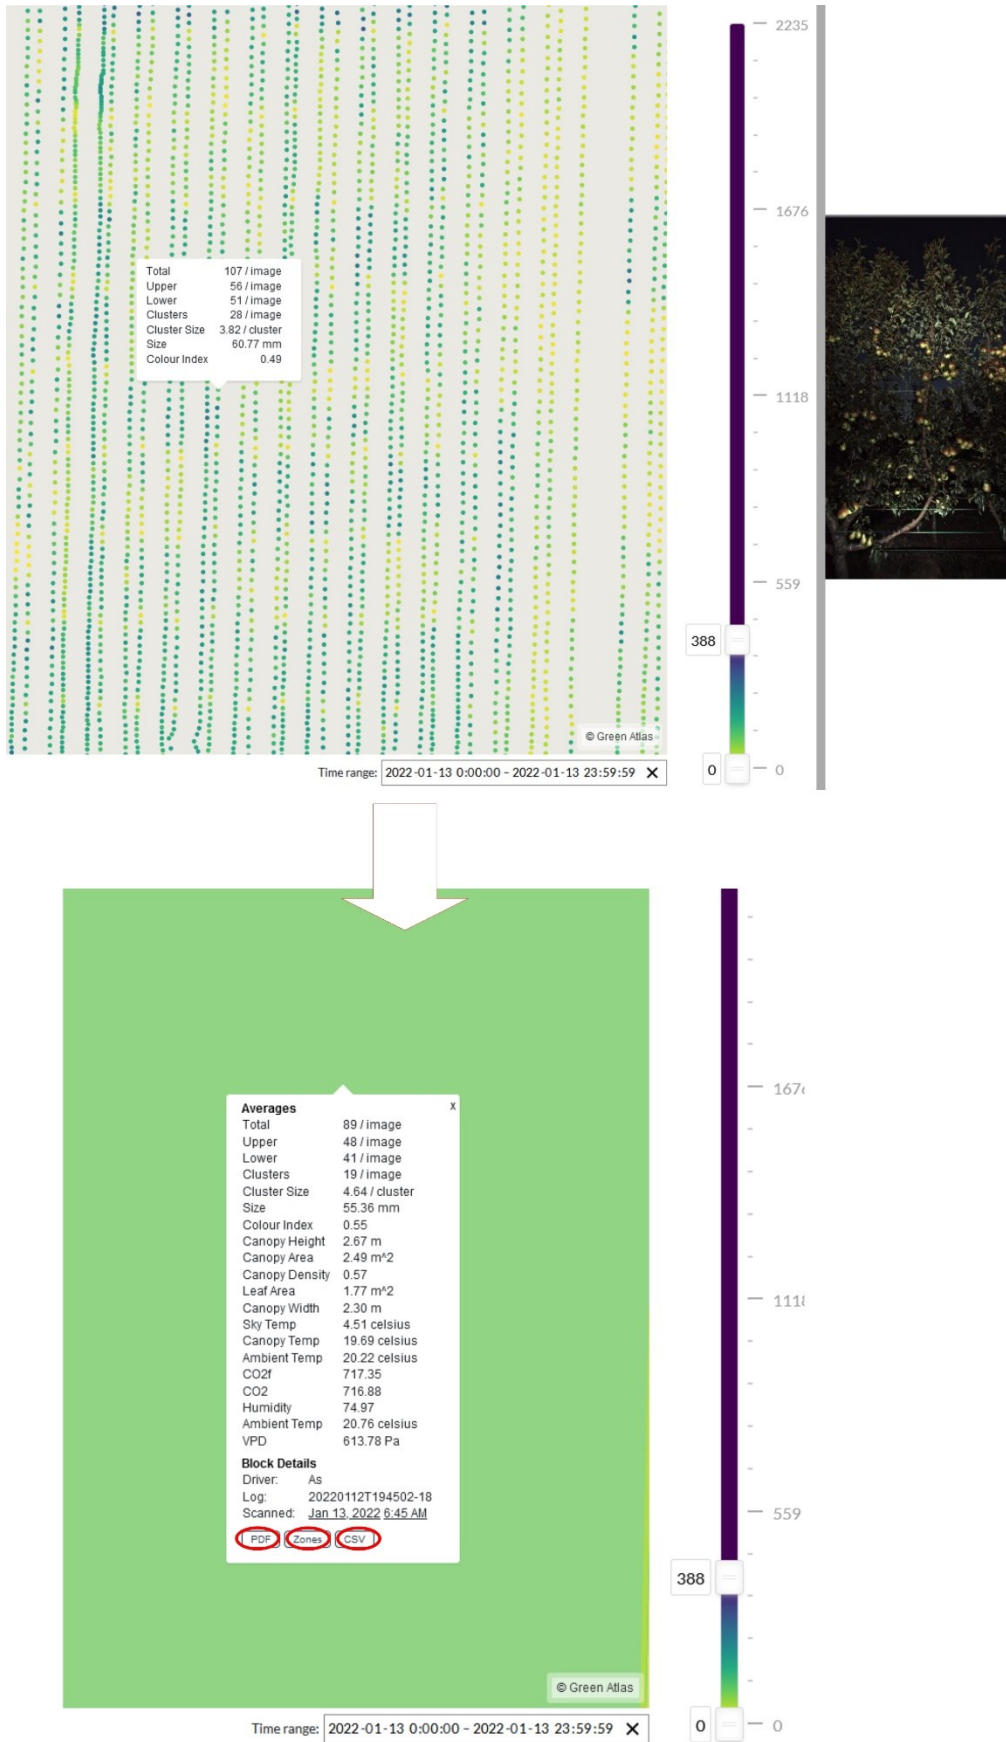 2235
1676
1118
559
388
0
0
Total 107 / image
Upper 56 / image
Lower 51 / image
Clusters 28 / image
Cluster Size 3.82 / cluster
Size 60.77 mm
Colour Index 0.49
© Green Atlas
Time range: 2022-01-13 0:00:00 – 2022-01-13 23:59:59 X
Averages X
Total 89 / image
Upper 48 / image
Lower 41 / image
Clusters 19 / image
Cluster Size 4.64 / cluster
Size 55.36 mm
Colour Index 0.55
Canopy Height 2.67 m
Canopy Area 2.49 m^2
Canopy Density 0.57
Leaf Area 1.77 m^2
Canopy Width 2.30 m
Sky Temp 4.51 celsius
Canopy Temp 19.69 celsius
Ambient Temp 20.22 celsius
CO2f 717.35
CO2 716.88
Humidity 74.97
Ambient Temp 20.76 celsius
VPD 613.78 Pa
Block Details
Driver: As
Log: 20220112T194502-18
Scanned: Jan 13, 2022 6:45 AM
PDF Zones CSV
167
111
559
388
0
0
© Green Atlas
Time range: 2022-01-13 0:00:00 – 2022-01-13 23:59:59 X